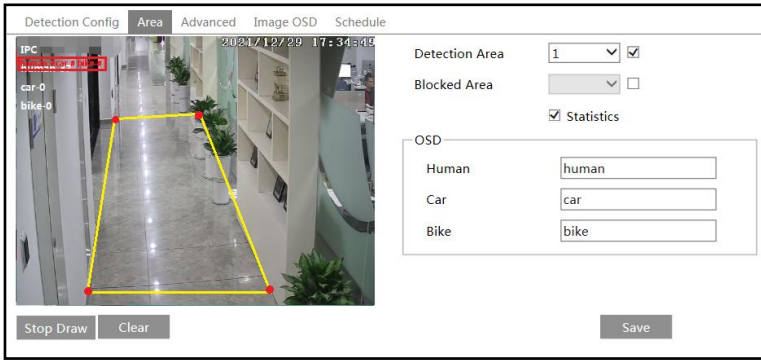 Detection Config Area Advanced Image OSD Schedule
IPC
2021/12/29 17:34:49
car-0
bike-0
Detection Area 1
Blocked Area
Statistics
OSD
Human human
Car car
Bike bike
Stop Draw Clear
Save